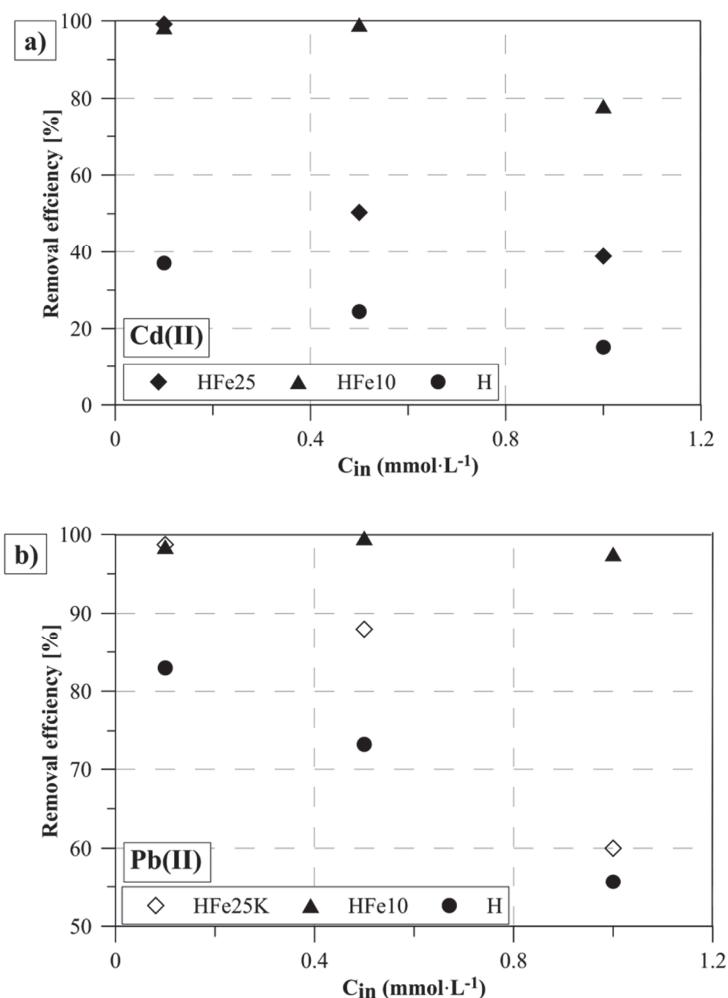 a)
100
80
60
40
20
0
Removal effciency [%]
Cd(II)
HFe25 HFe10 H
0 0.4 0.8 1.2
Cin (mmol·L-1)
b)
100
90
80
70
60
50
Removal effciency [%]
Pb(II)
HFe25K HFe10 H
0 0.4 0.8 1.2
Cin (mmol·L-1)